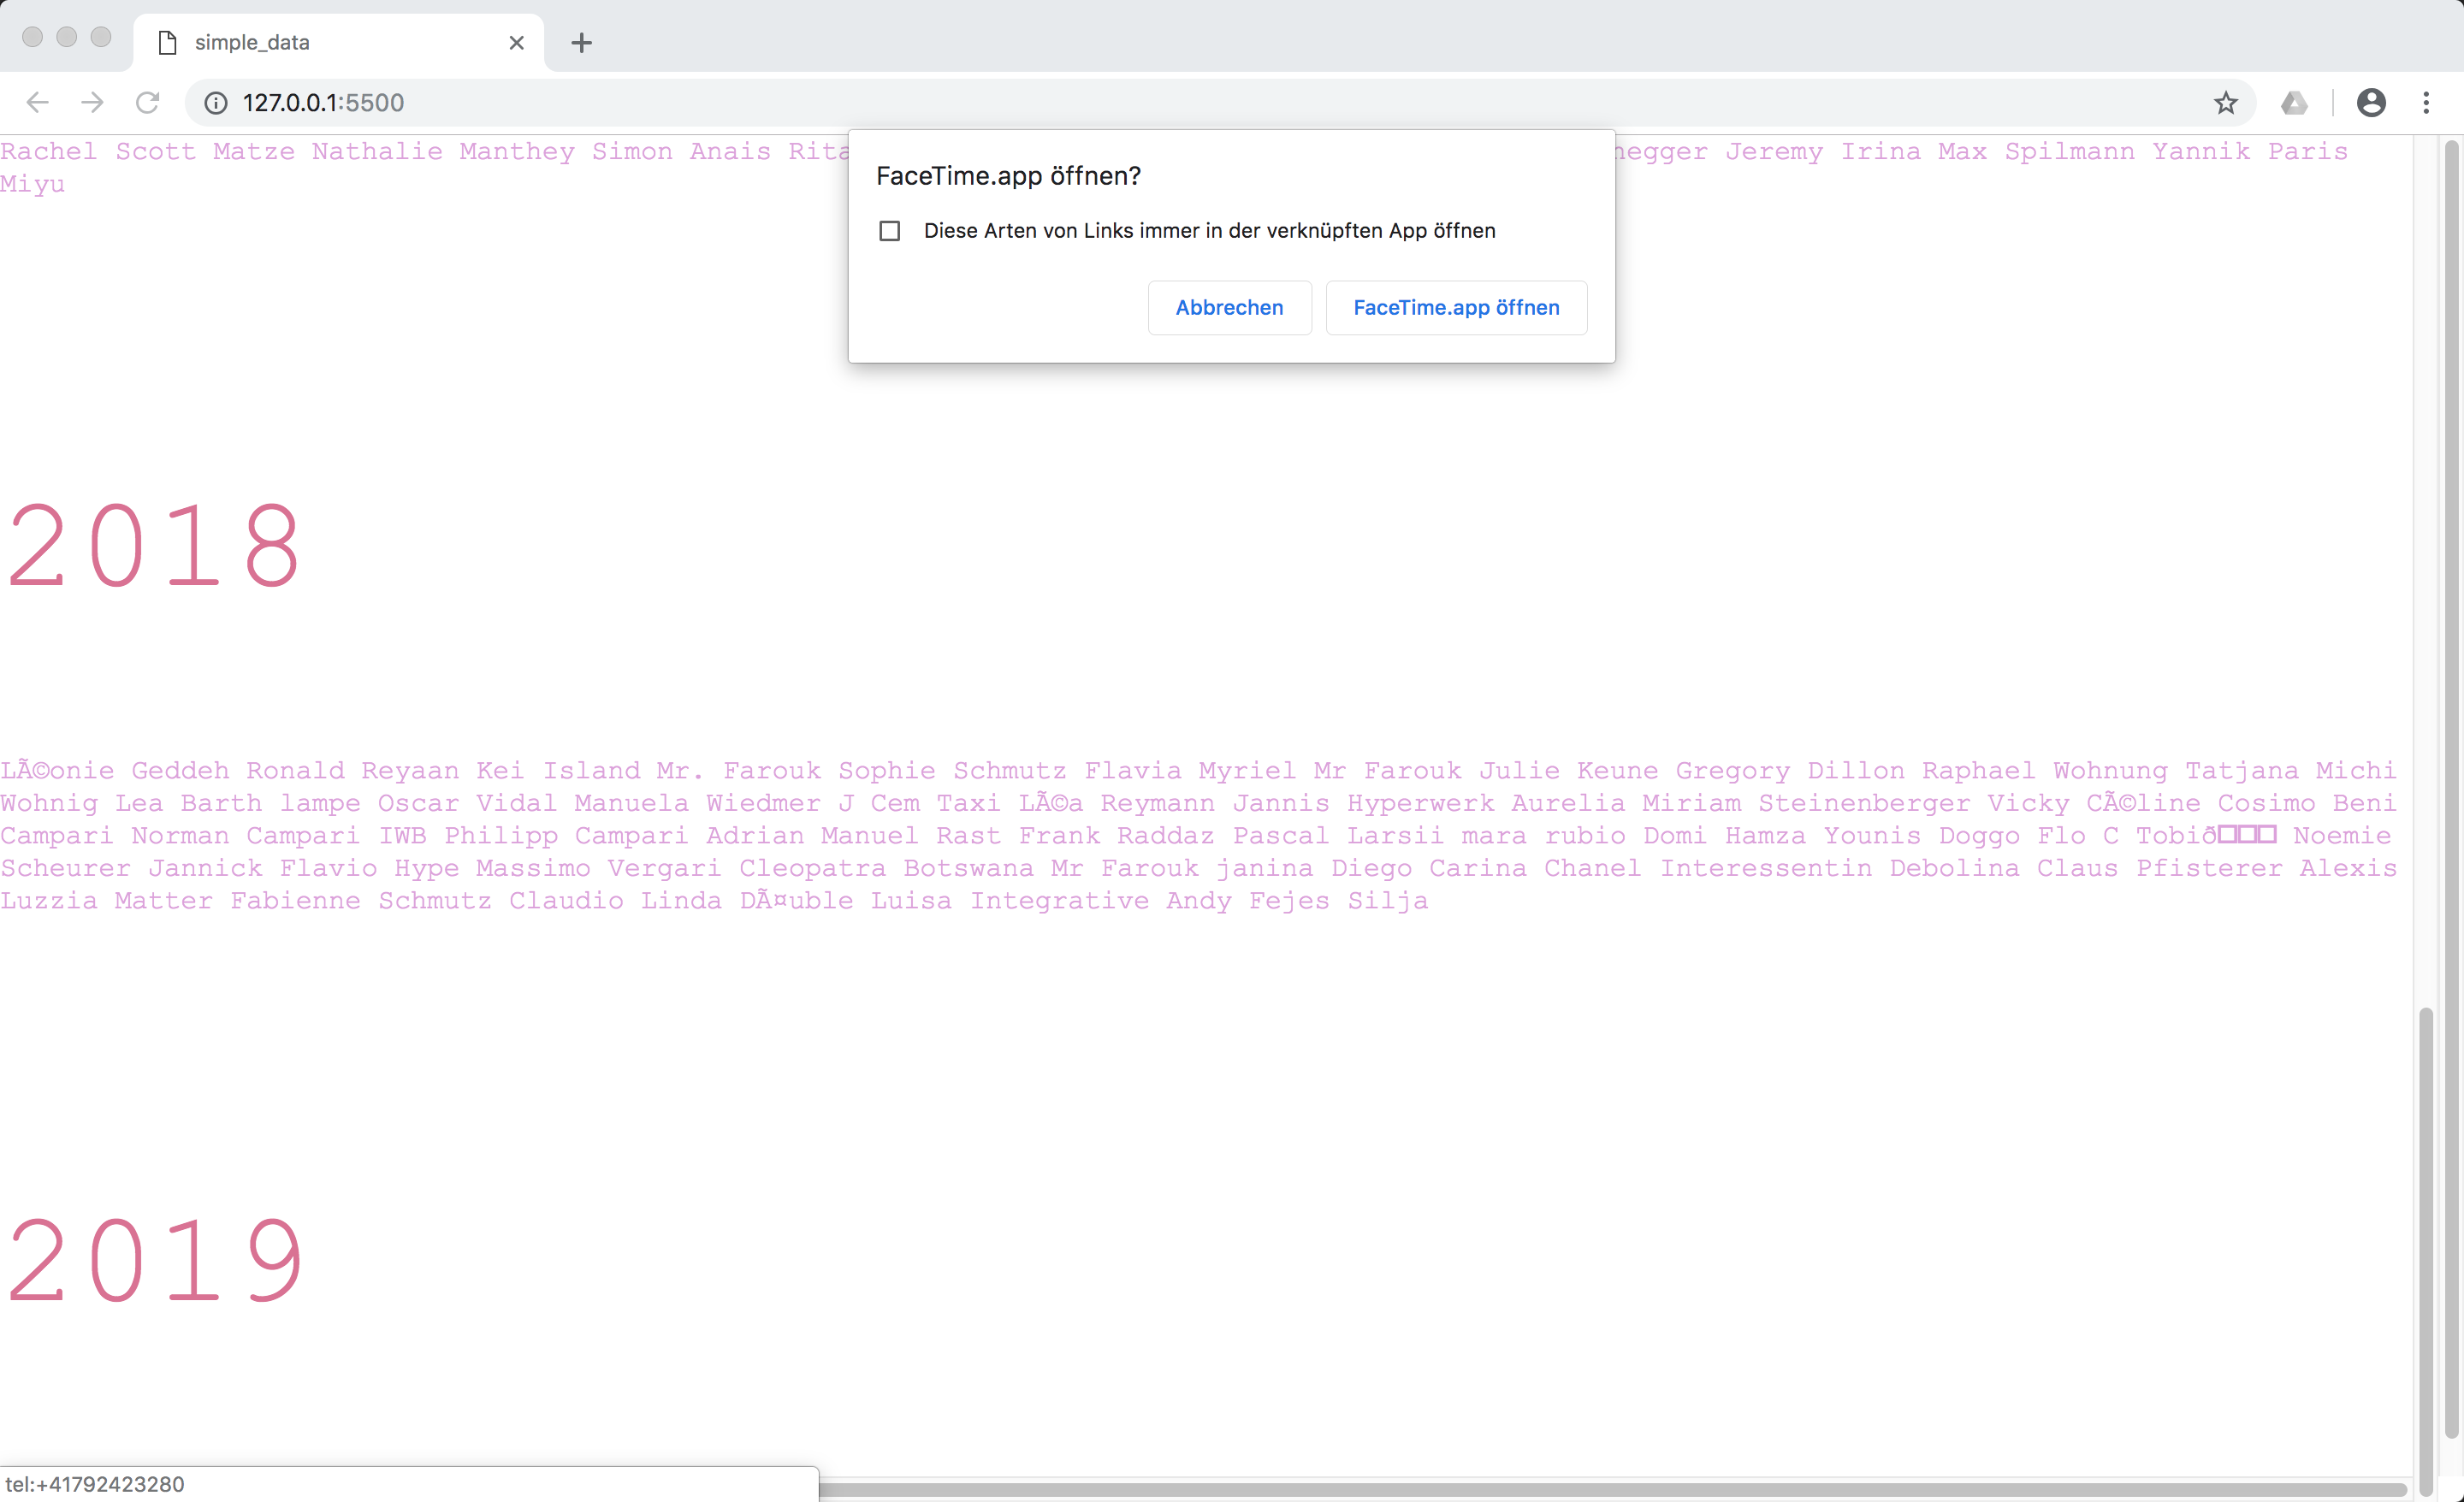 simple_data
127.0.0.1:5500
Rachel Scott Matze Nathalie Manthey Simon Anais Rita negger Jeremy Irina Max Spilmann Yannik Paris
Miyu
FaceTime.app öffnen?
Diese Arten von Links immer in der verknüpften App öffnen
Abbrechen FaceTime.app öffnen
2018
LÃ©onie Geddeh Ronald Reyaan Kei Island Mr. Farouk Sophie Schmutz Flavia Myriel Mr Farouk Julie Keune Gregory Dillon Raphael Wohnung Tatjana Michi
Wohnig Lea Barth lampe Oscar Vidal Manuela Wiedmer J Cem Taxi LÃ©a Reymann Jannis Hyperwerk Aurelia Miriam Steinenberger Vicky CÃ©line Cosimo Beni
Campari Norman Campari IWB Philipp Campari Adrian Manuel Rast Frank Raddaz Pascal Larsii mara rubio Domi Hamza Younis Doggo Flo C Tobið□□□ Noemie
Scheurer Jannick Flavio Hype Massimo Vergari Cleopatra Botswana Mr Farouk janina Diego Carina Chanel Interessentin Debolina Claus Pfisterer Alexis
Luzzia Matter Fabienne Schmutz Claudio Linda DÃ¤uble Luisa Integrative Andy Fejes Silja
2019
tel:+41792423280